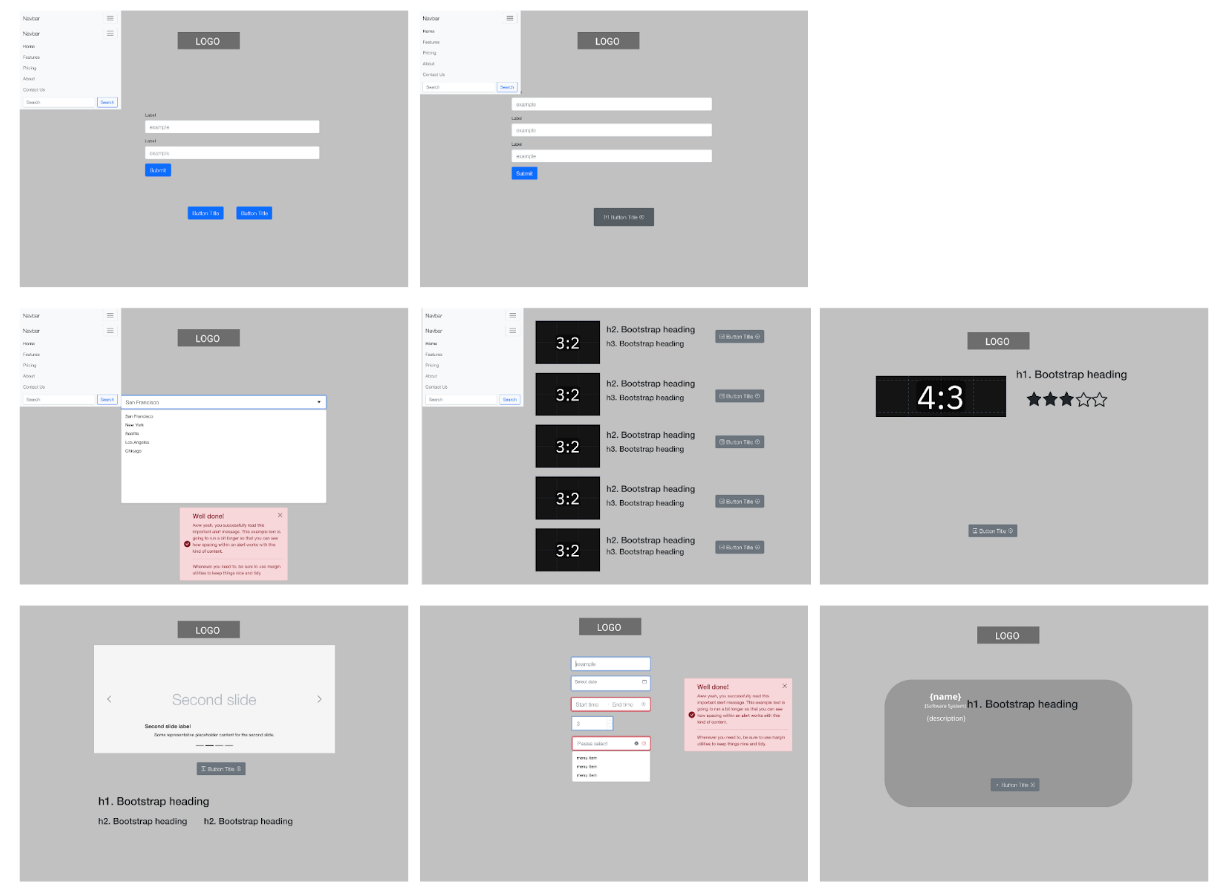 Navbar
Navbar
Home
Features
Pricing
About
Contact Us
Search Search
LOGO
Label
example
Label
example
Submit
Button Title Button Title
Navbar
Home
Features
Pricing
About
Contact Us
Search Search
LOGO
example
Label
example
Label
example
Submit
Button Title
Navbar
Navbar
Home
Features
Pricing
About
Contact Us
Search Search
LOGO
San Francisco
San Francisco
New York
Seattle
Los Angeles
Chicago
Well done!
Aww yeah, you successfully read this
important alert message. This example text is
going to run a bit longer so that you can see
how spacing within an alert works with this
kind of content.
Whenever you need to, be sure to use margin
utilities to keep things nice and tidy.
Navbar
Navbar
Home
Features
Pricing
About
Contact Us
Search Search
3:2
h2. Bootstrap heading
h3. Bootstrap heading
Button Title
3:2
h2. Bootstrap heading
h3. Bootstrap heading
Button Title
3:2
h2. Bootstrap heading
h3. Bootstrap heading
Button Title
3:2
h2. Bootstrap heading
h3. Bootstrap heading
Button Title
3:2
h2. Bootstrap heading
h3. Bootstrap heading
Button Title
LOGO
4:3
h1. Bootstrap heading
Button Title
LOGO
Second slide
Second slide label
Some representative placeholder content for the second slide.
Button Title
h1. Bootstrap heading
h2. Bootstrap heading h2. Bootstrap heading
LOGO
example
Select date
Start time End time
3
Please select
menu item
menu item
menu item
Well done!
Aww yeah, you successfully read this
important alert message. This example text is
going to run a bit longer so that you can see
how spacing within an alert works with this
kind of content.
Whenever you need to, be sure to use margin
utilities to keep things nice and tidy.
LOGO
{name}
[Software System]
h1. Bootstrap heading
{description}
Button Title